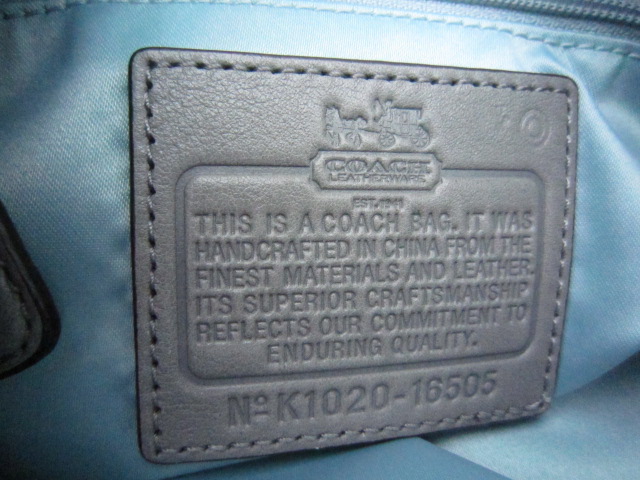 COACH
LEATHERWARE
EST. 1941
THIS IS A COACH BAG. IT WAS
HANDCRAFTED IN CHINA FROM THE
FINEST MATERIALS AND LEATHER.
ITS SUPERIOR CRAFTSMANSHIP
REFLECTS OUR COMMITMENT TO
ENDURING QUALITY.
Nº K1020-16505